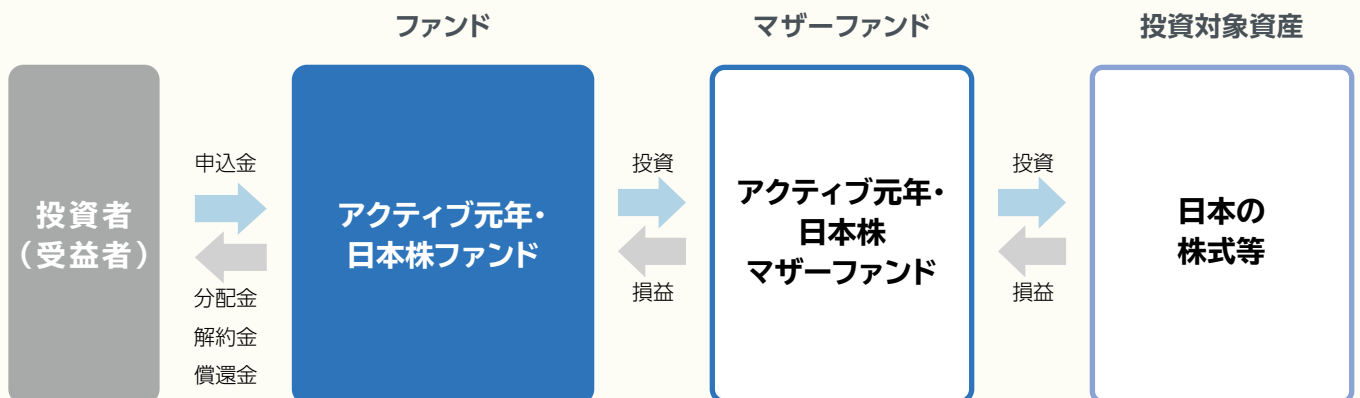 ファンド
マザーファンド
投資対象資産
投資者
（受益者）
申込金
分配金
解約金
償還金
アクティブ元年・
日本株ファンド
投資
損益
アクティブ元年・
日本株
マザーファンド
投資
損益
日本の
株式等